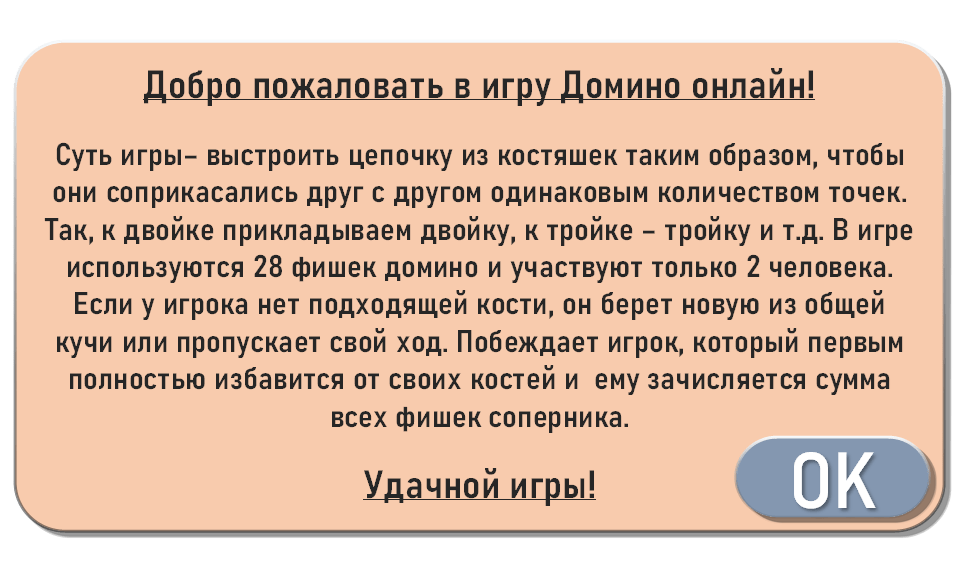 Добро пожаловать в игру Домино онлайн!
Суть игры– выстроить цепочку из костяшек таким образом, чтобы
они соприкасались друг с другом одинаковым количеством точек.
Так, к двойке прикладываем двойку, к тройке – тройку и т.д. В игре
используются 28 фишек домино и участвуют только 2 человека.
Если у игрока нет подходящей кости, он берет новую из общей
кучи или пропускает свой ход. Побеждает игрок, который первым
полностью избавится от своих костей и  ему зачисляется сумма
всех фишек соперника.
Удачной игры!
ОК